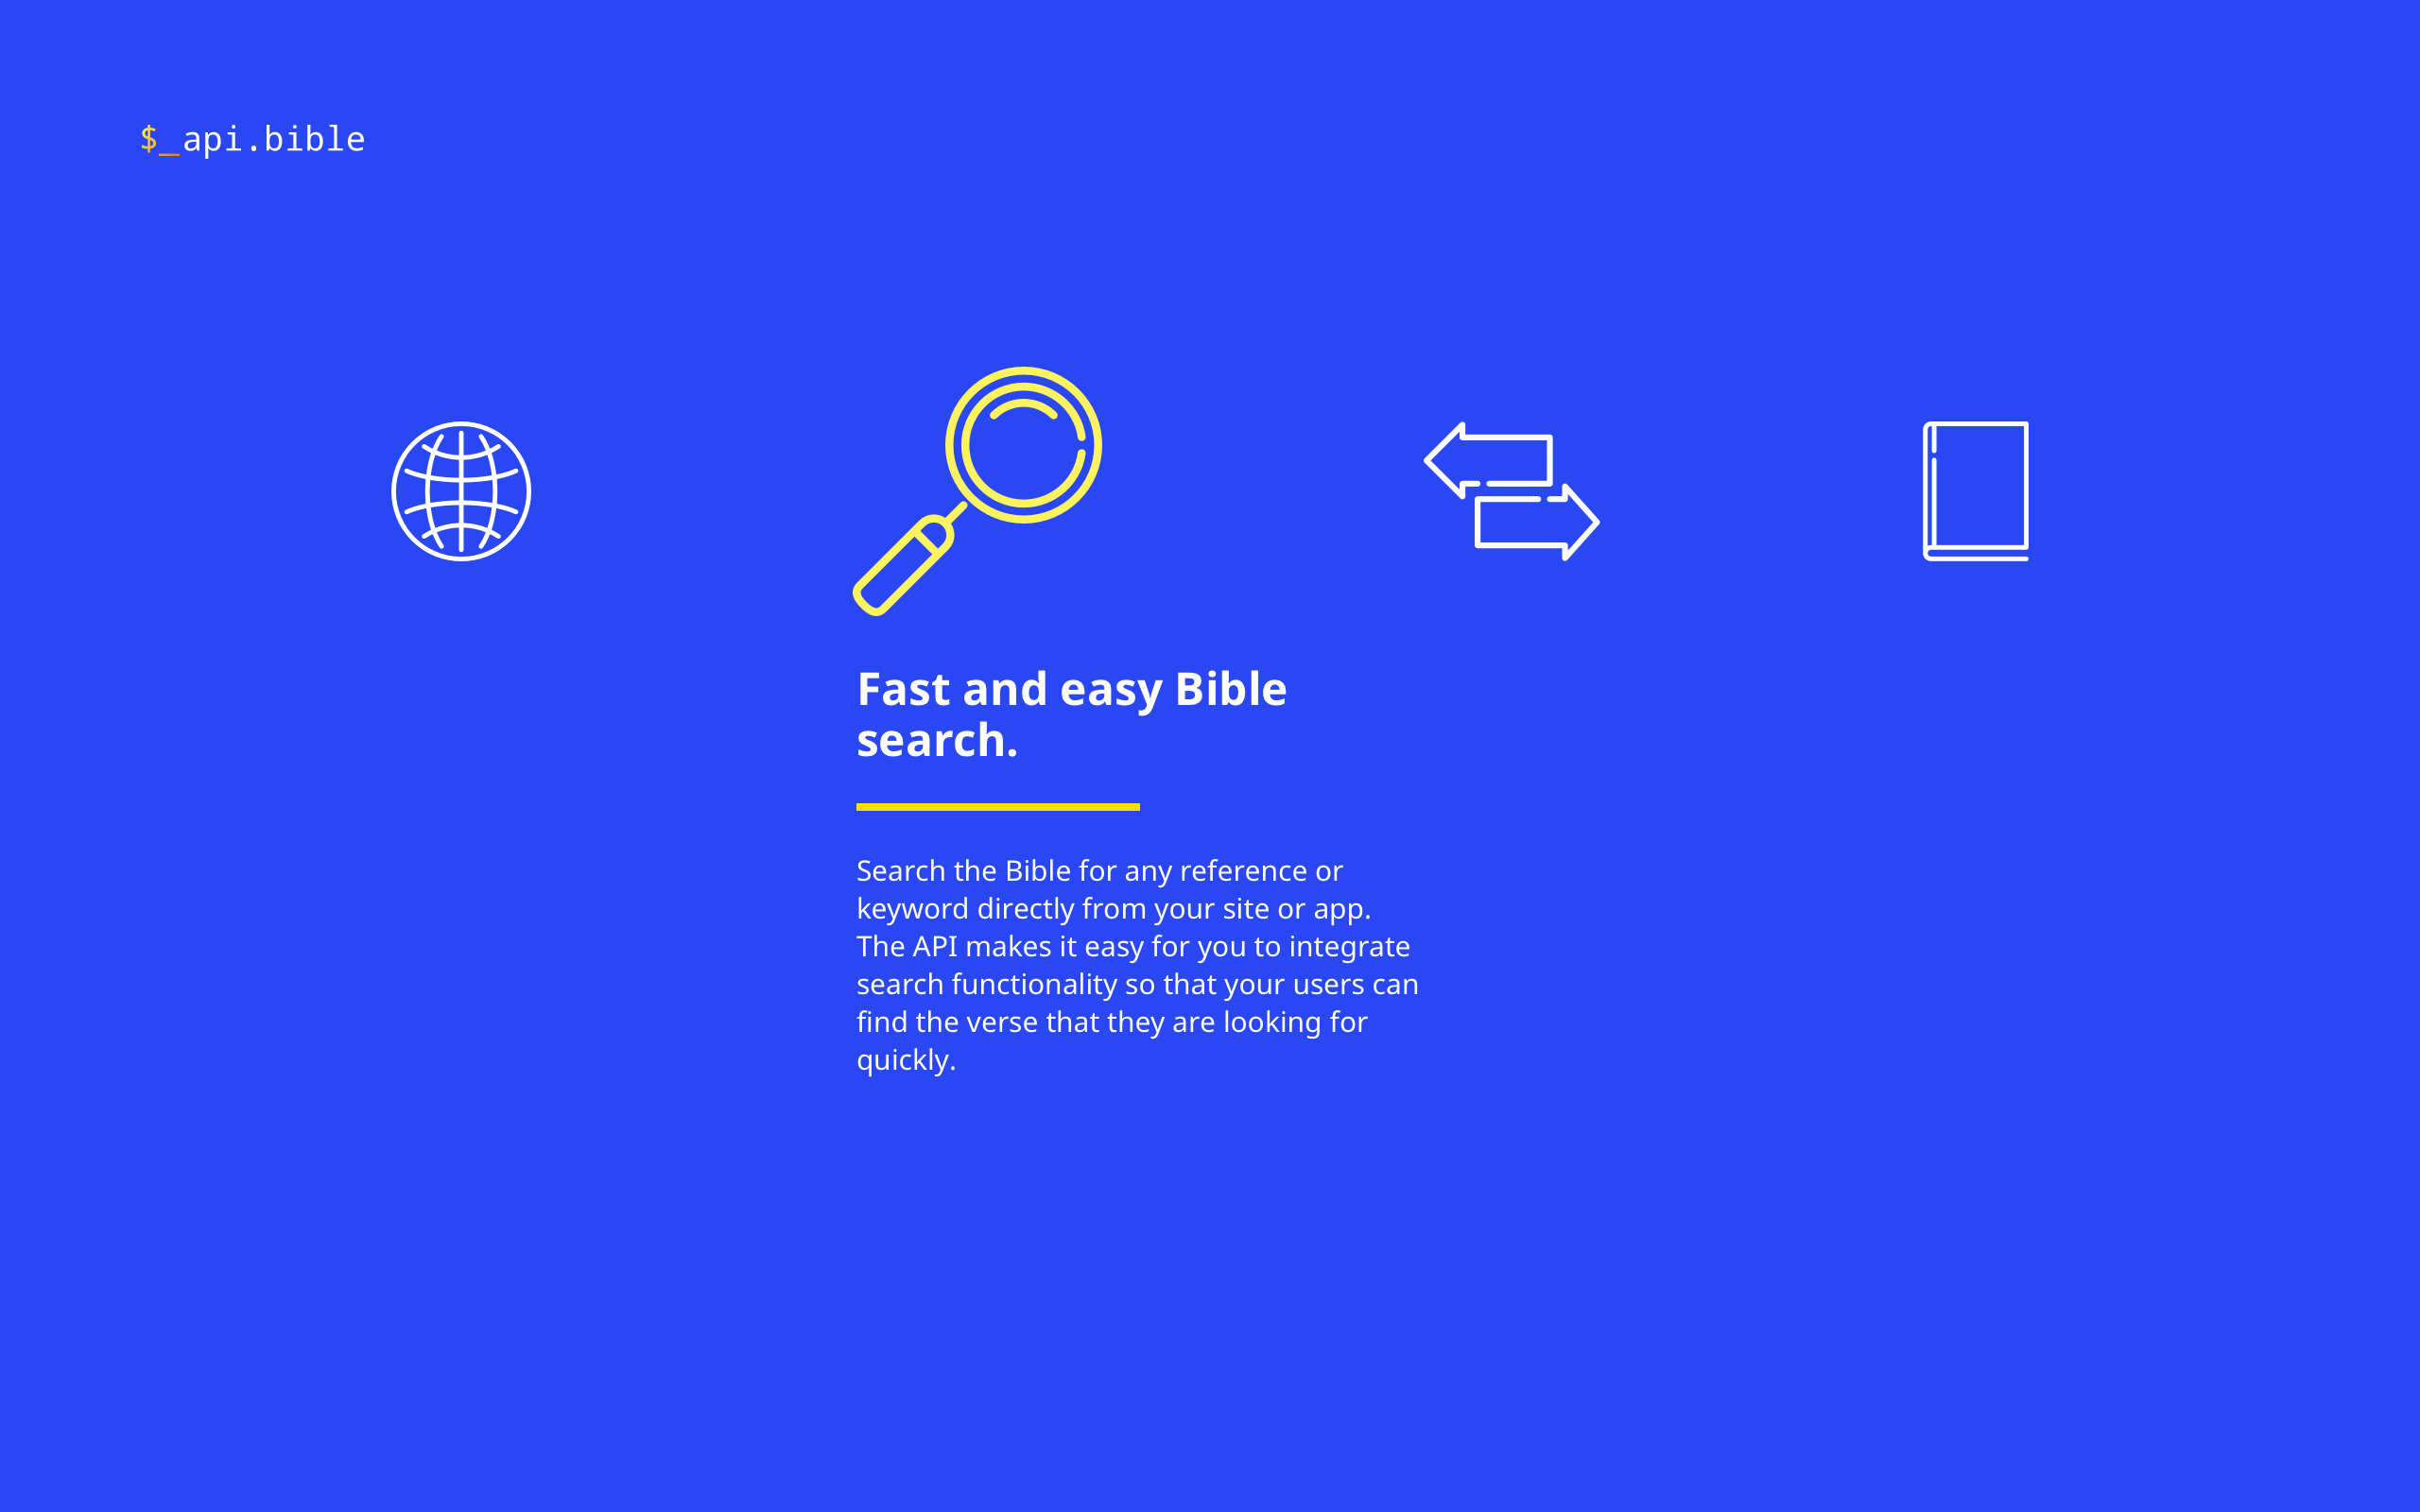 $_api.bible
Fast and easy Bible
search.
Search the Bible for any reference or
keyword directly from your site or app.
The API makes it easy for you to integrate
search functionality so that your users can
find the verse that they are looking for
quickly.